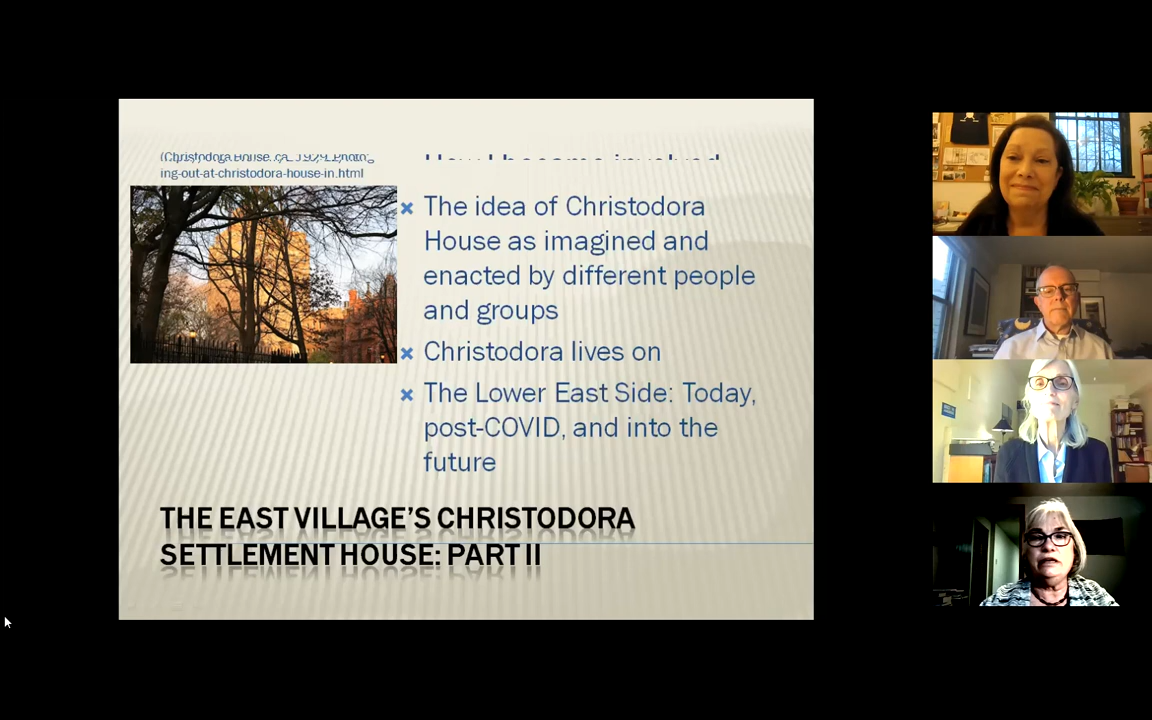 (Christodora House, ca. 1929. Photo
ing-out-at-christodora-house-in.html
How I became involved
The idea of Christodora
House as imagined and
enacted by different people
and groups
Christodora lives on
The Lower East Side: Today,
post-COVID, and into the
future
THE EAST VILLAGE’S CHRISTODORA
SETTLEMENT HOUSE: PART II